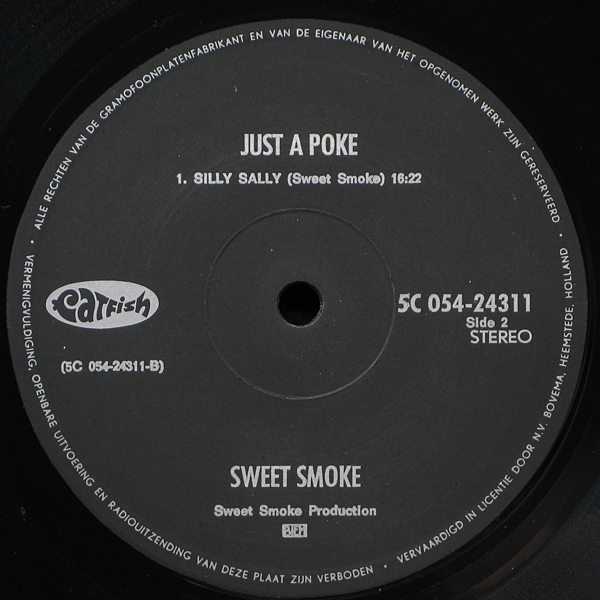 ALLE RECHTEN VAN DE GRAMOFOONPLATENFABRIKANT EN VAN DE EIGENAAR VAN HET OPGENOMEN WERK ZIJN GERESERVEERD •
JUST A POKE
1. SILLY SALLY (Sweet Smoke) 16:22
Catfish
(5C 054-24311-B)
5C 054-24311
Side 2
STEREO
SWEET SMOKE
Sweet Smoke Production
BIEM
• VERMENIGVULDIGING, OPENBARE UITVOERING EN RADIOUITZENDING VAN DEZE PLAAT ZIJN VERBODEN •
VERVAARDIGD IN LICENTIE DOOR N.V. BOVEMA, HEEMSTEDE, HOLLAND